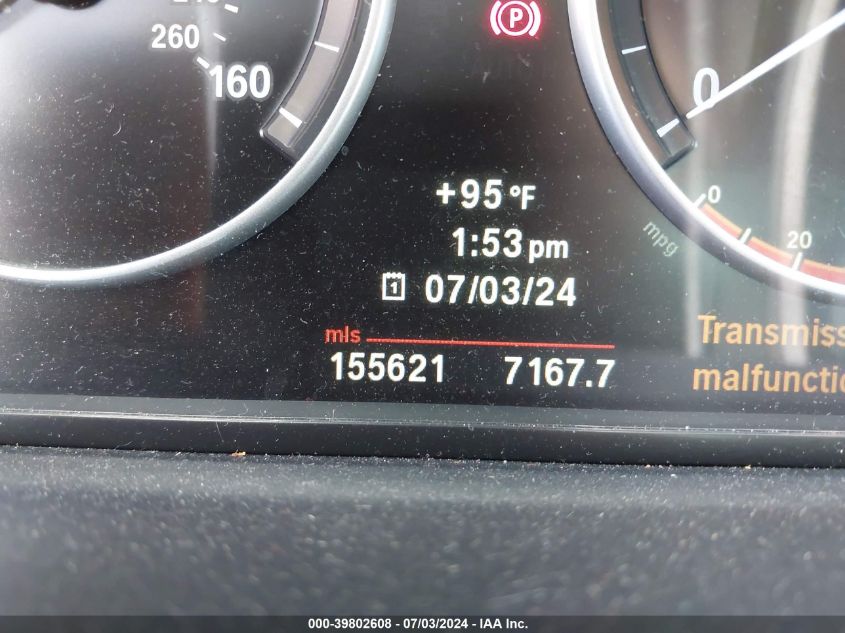 260
160
P
0
+95 °F
1:53 pm
1 07/03/24
0
20
mpg
mls
155621 7167.7
Transmiss
malfunctio
000-39802608 - 07/03/2024 - IAA Inc.